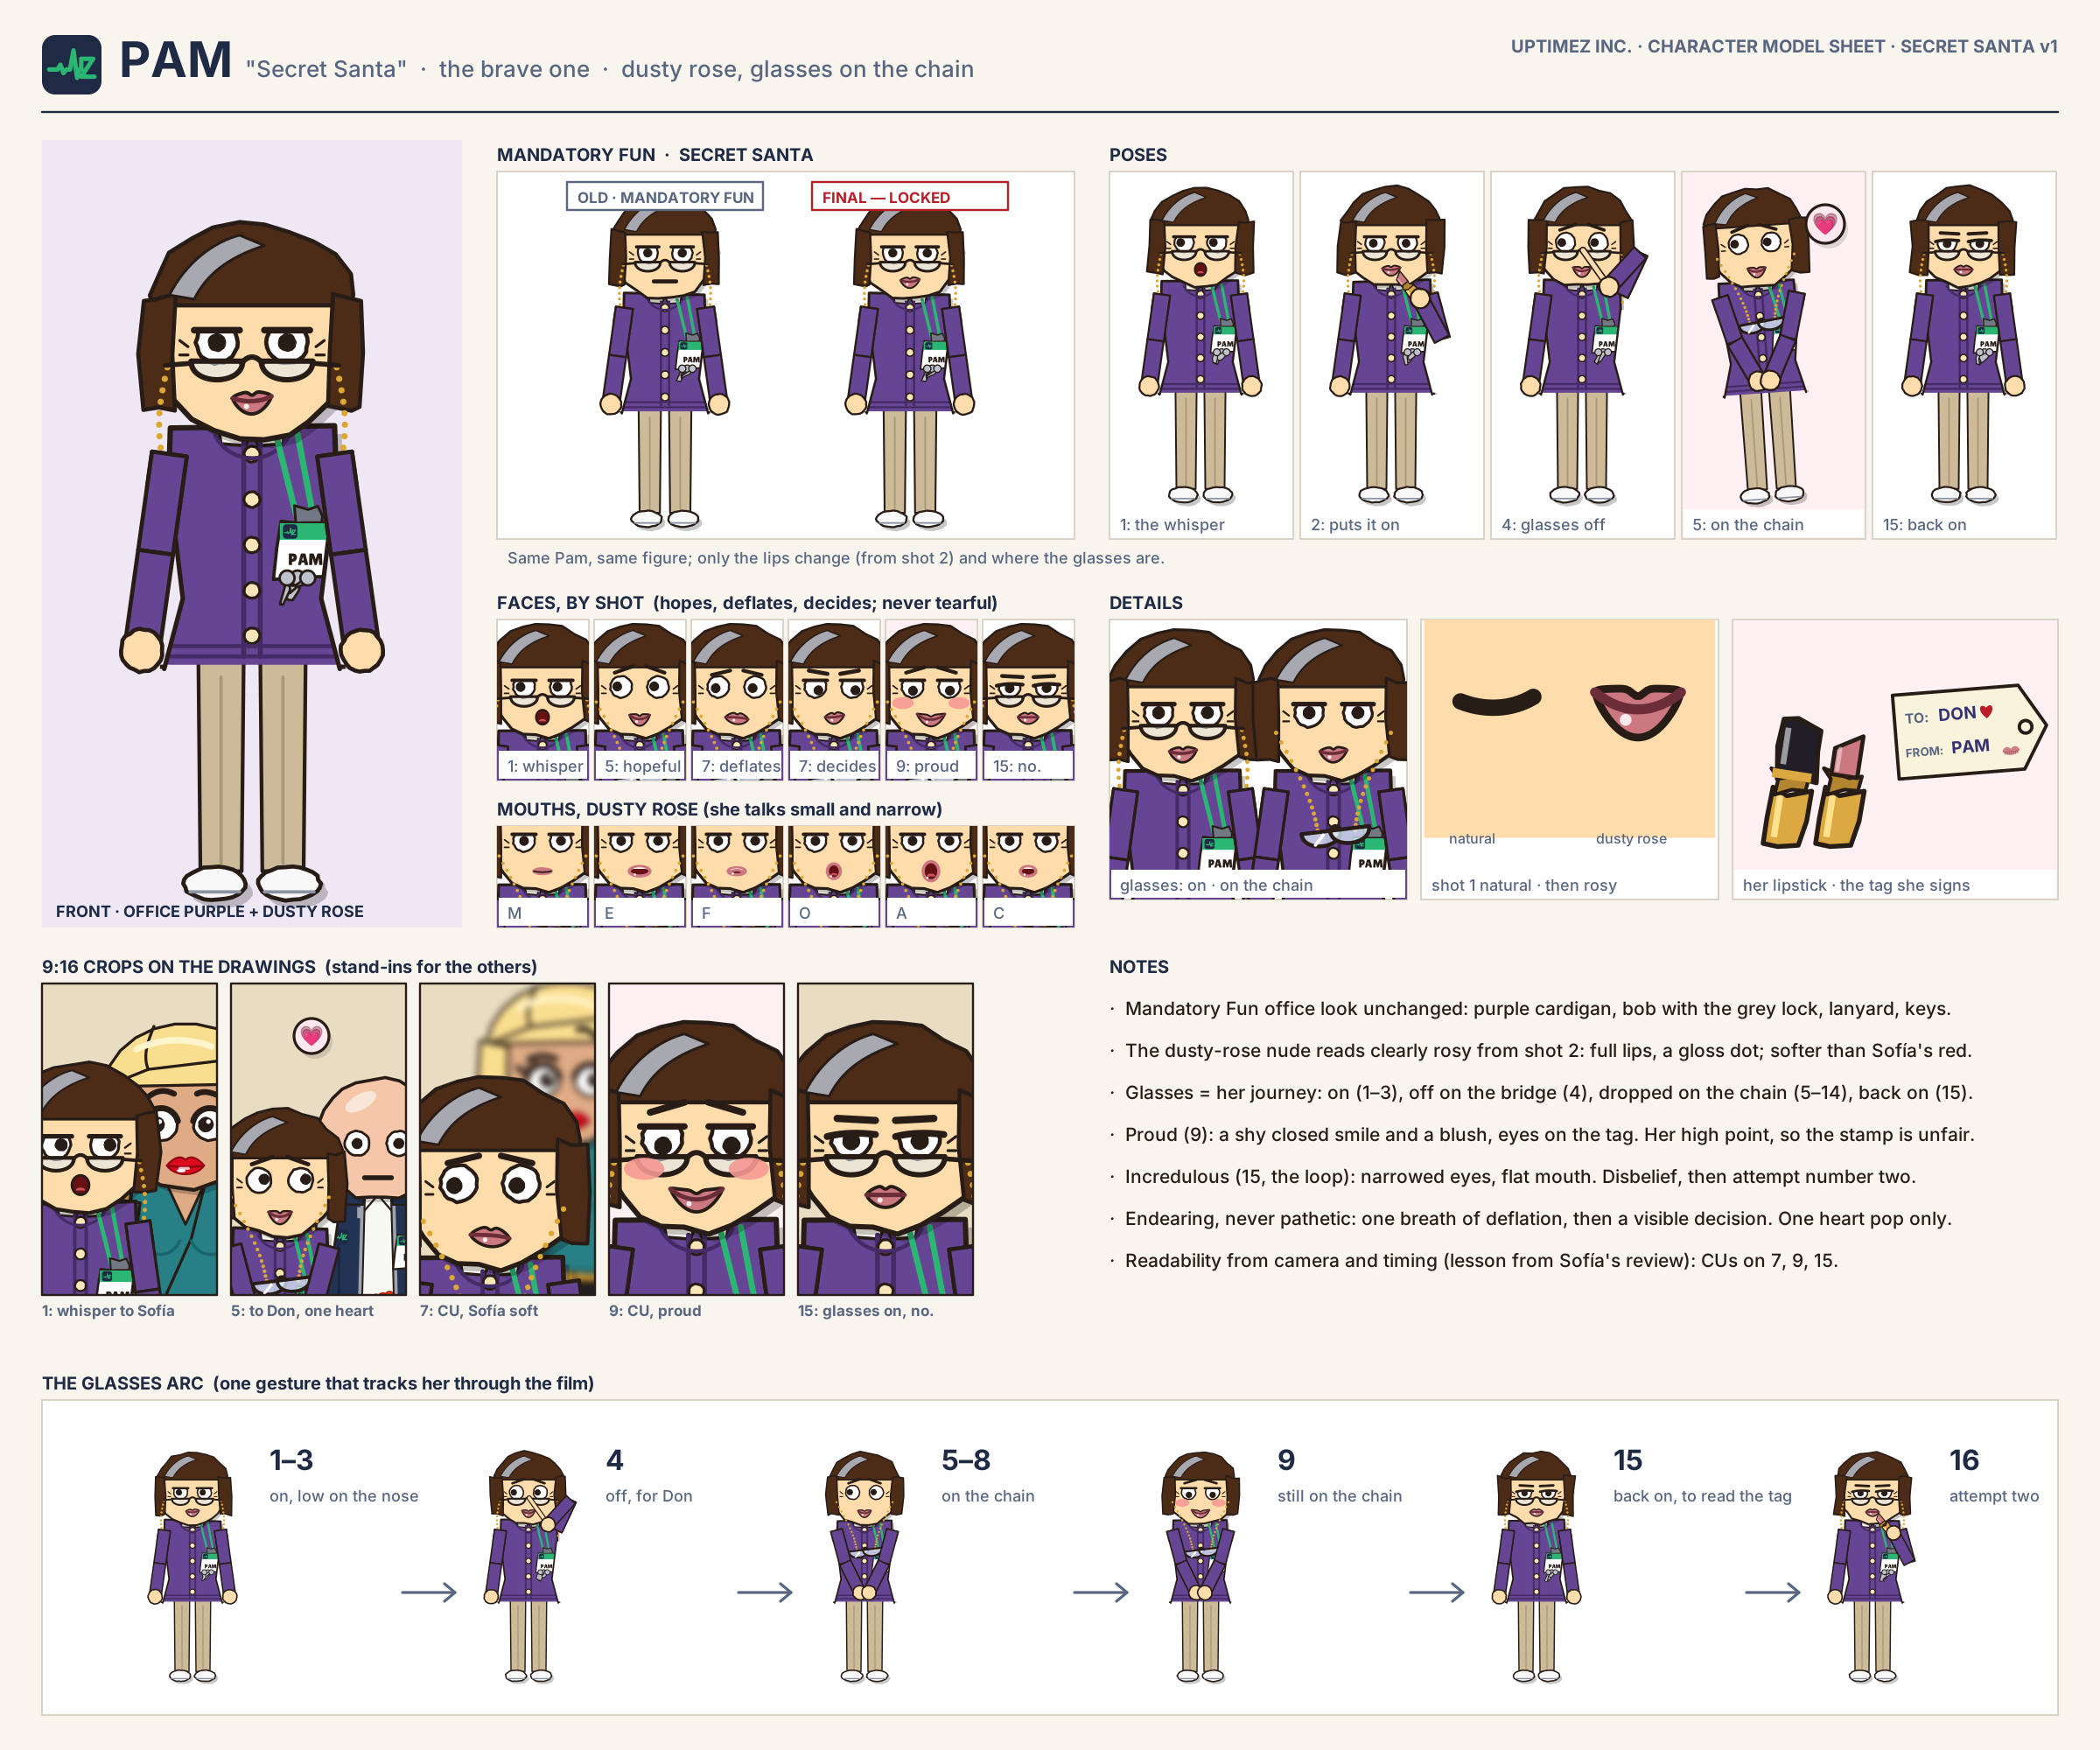 PAM "Secret Santa" · the brave one · dusty rose, glasses on the chain
UPTIMEZ INC. · CHARACTER MODEL SHEET · SECRET SANTA v1
PAM
FRONT · OFFICE PURPLE + DUSTY ROSE
MANDATORY FUN · SECRET SANTA
OLD · MANDATORY FUN
FINAL — LOCKED
PAM
PAM
Same Pam, same figure; only the lips change (from shot 2) and where the glasses are.
POSES
PAM
PAM
PAM
PAM
PAM
1: the whisper
2: puts it on
4: glasses off
5: on the chain
15: back on
FACES, BY SHOT (hopes, deflates, decides; never tearful)
1: whisper
5: hopeful
7: deflates
7: decides
9: proud
15: no.
MOUTHS, DUSTY ROSE (she talks small and narrow)
M
E
F
O
A
C
DETAILS
PAM
PAM
glasses: on · on the chain
natural
dusty rose
shot 1 natural · then rosy
TO: DON
FROM: PAM
her lipstick · the tag she signs
9:16 CROPS ON THE DRAWINGS (stand-ins for the others)
1: whisper to Sofía
5: to Don, one heart
7: CU, Sofía soft
9: CU, proud
15: glasses on, no.
NOTES
· Mandatory Fun office look unchanged: purple cardigan, bob with the grey lock, lanyard, keys.
· The dusty-rose nude reads clearly rosy from shot 2: full lips, a gloss dot; softer than Sofía's red.
· Glasses = her journey: on (1–3), off on the bridge (4), dropped on the chain (5–14), back on (15).
· Proud (9): a shy closed smile and a blush, eyes on the tag. Her high point, so the stamp is unfair.
· Incredulous (15, the loop): narrowed eyes, flat mouth. Disbelief, then attempt number two.
· Endearing, never pathetic: one breath of deflation, then a visible decision. One heart pop only.
· Readability from camera and timing (lesson from Sofía's review): CUs on 7, 9, 15.
THE GLASSES ARC (one gesture that tracks her through the film)
1–3
on, low on the nose
PAM
4
off, for Don
PAM
5–8
on the chain
9
still on the chain
15
back on, to read the tag
PAM
16
attempt two
PAM